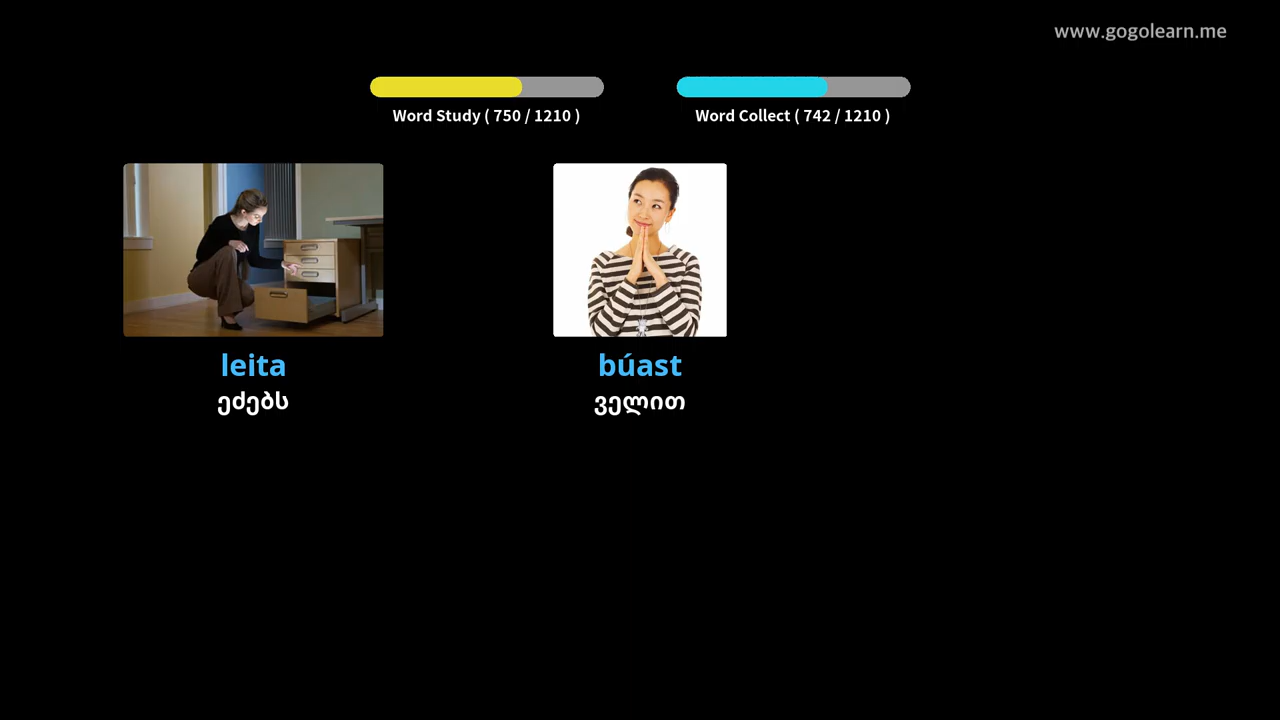 www.gogolearn.me
Word Study ( 750 / 1210 )
Word Collect ( 742 / 1210 )
leita
ეძებს
búast
ველით